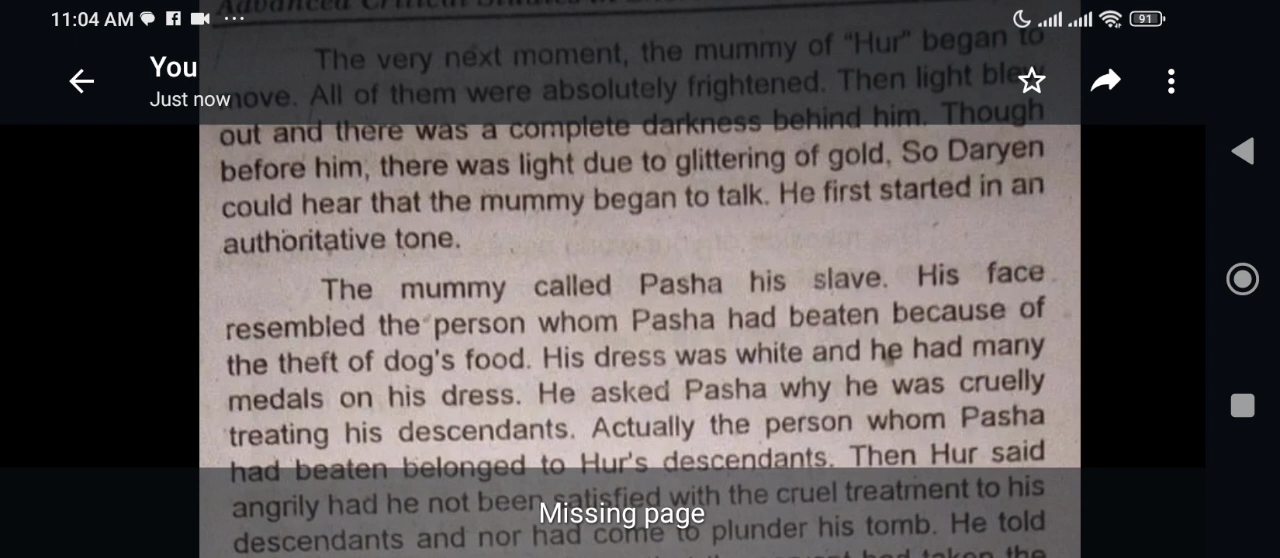 11:04 AM
91
You
Just now
Advanced Critical Studies in
The very next moment, the mummy of "Hur" began to
move. All of them were absolutely frightened. Then light blew
out and there was a complete darkness behind him. Though
before him, there was light due to glittering of gold. So Daryen
could hear that the mummy began to talk. He first started in an
authoritative tone.
The mummy called Pasha his slave. His face
resembled the person whom Pasha had beaten because of
the theft of dog's food. His dress was white and he had many
medals on his dress. He asked Pasha why he was cruelly
treating his descendants. Actually the person whom Pasha
had beaten belonged to Hur's descendants. Then Hur said
angrily had he not been satisfied with the cruel treatment to his
Missing page
descendants and nor had come to plunder his tomb. He told
had taken the